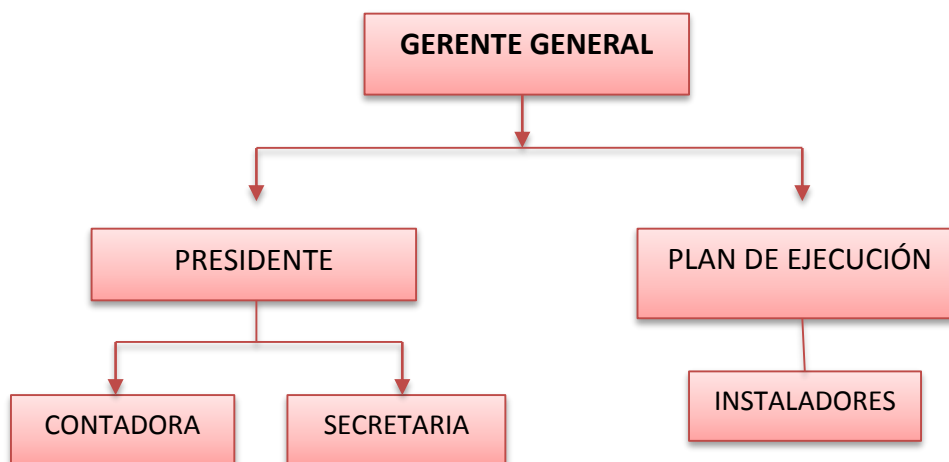 GERENTE GENERAL
PRESIDENTE
PLAN DE EJECUCIÓN
CONTADORA
SECRETARIA
INSTALADORES